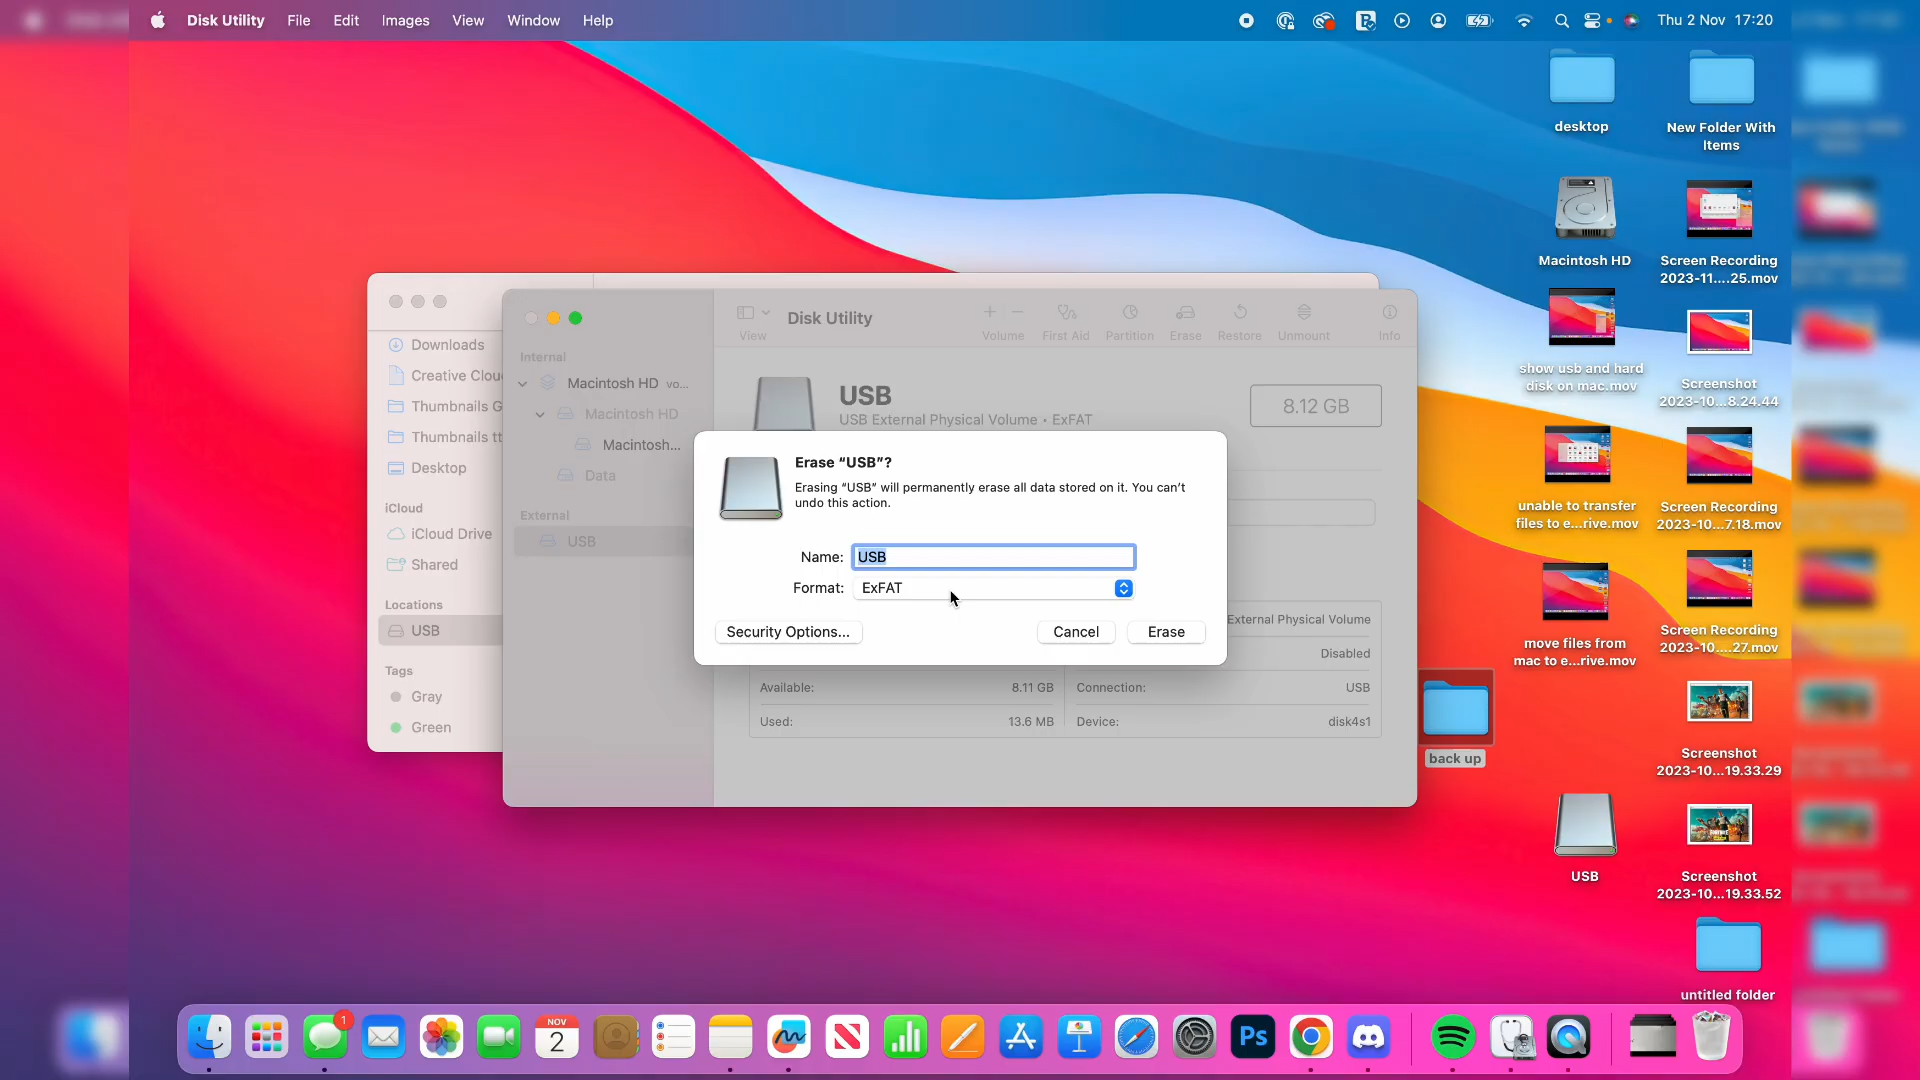 Disk Utility File Edit Images View Window Help
Thu 2 Nov 17:20
desktop
New Folder With
Items
Macintosh HD
Screen Recording
2023-11....25.mov
show usb and hard
disk on mac.mov
Screenshot
2023-10...8.24.44
unable to transfer
files to e...rive.mov
Screen Recording
2023-10....7.18.mov
move files from
mac to e...rive.mov
Screen Recording
2023-10....27.mov
back up
Screenshot
2023-10...19.33.29
USB
Screenshot
2023-10...19.33.52
untitled folder
Downloads
Creative Clou
Thumbnails G
Thumbnails tt
Desktop
iCloud
iCloud Drive
Shared
Locations
USB
Tags
Gray
Green
Internal
Macintosh HD vo...
Macintosh HD
Macintosh...
Data
External
USB
View
Disk Utility
Volume First Aid Partition Erase Restore Unmount Info
USB
USB External Physical Volume • ExFAT
8.12 GB
Erase “USB”?
Erasing “USB” will permanently erase all data stored on it. You can’t
undo this action.
Name: USB
Format: ExFAT
Security Options... Cancel Erase
External Physical Volume
Disabled
Available: 8.11 GB Connection: USB
Used: 13.6 MB Device: disk4s1
1
NOV
2
Ps